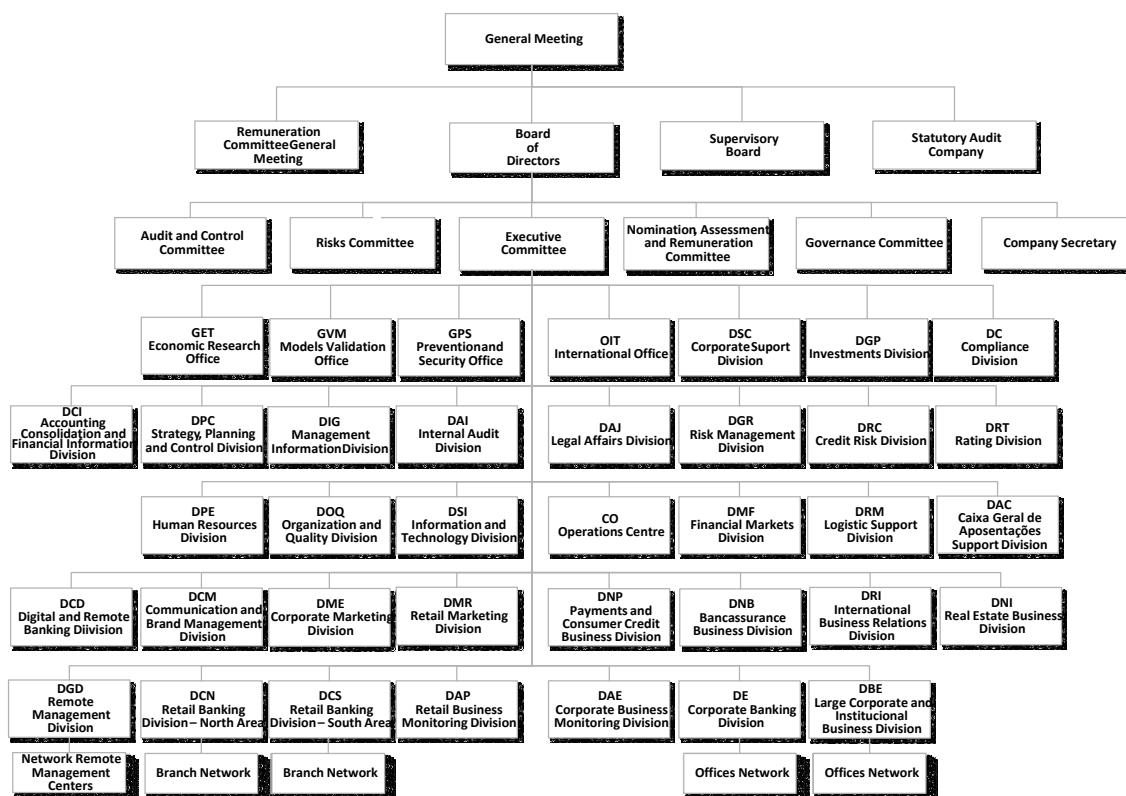 General Meeting
Remuneration
CommitteeGeneral
Meeting
Board
of
Directors
Supervisory
Board
Statutory Audit
Company
Audit and Control
Committee
Risks Committee
Executive
Committee
Nomination, Assessment
and Remuneration
Committee
Governance Committee
Company Secretary
GET
Economic Research
Office
GVM
Models Validation
Office
GPS
Preventionand
Security Office
OIT
International Office
DSC
Corporate Suport
Division
DGP
Investments Division
DC
Compliance
Division
DCI
Accounting
Consolidation and
Financial Information
Division
DPC
Strategy, Planning
and Control Division
DIG
Management
Information Division
DAI
Internal Audit
Division
DAJ
Legal Affairs Division
DGR
Risk Management
Division
DRC
Credit Risk Division
DRT
Rating Division
DPE
Human Resources
Division
DOQ
Organization and
Quality Division
DSI
Information and
Technology Division
CO
Operations Centre
DMF
Financial Markets
Division
DRM
Logistic Support
Division
DAC
Caixa Geral de
Aposentações
Support Division
DCD
Digital and Remote
Banking Diivision
DCM
Communication and
Brand Management
Division
DME
Corporate Marketing
Division
DMR
Retail Marketing
Division
DNP
Payments and
Consumer Credit
Business Division
DNB
Bancassurance
Business Division
DRI
International
Business Relations
Division
DNI
Real Estate Business
Division
DGD
Remote
Management
Division
DCN
Retail Banking
Division – North Area
DCS
Retail Banking
Division – South Area
DAP
Retail Business
Monitoring Division
DAE
Corporate Business
Monitoring Division
DE
Corporate Banking
Division
DBE
Large Corporate and
Institucional
Business Division
Network Remote
Management
Centers
Branch Network
Branch Network
Offices Network
Offices Network